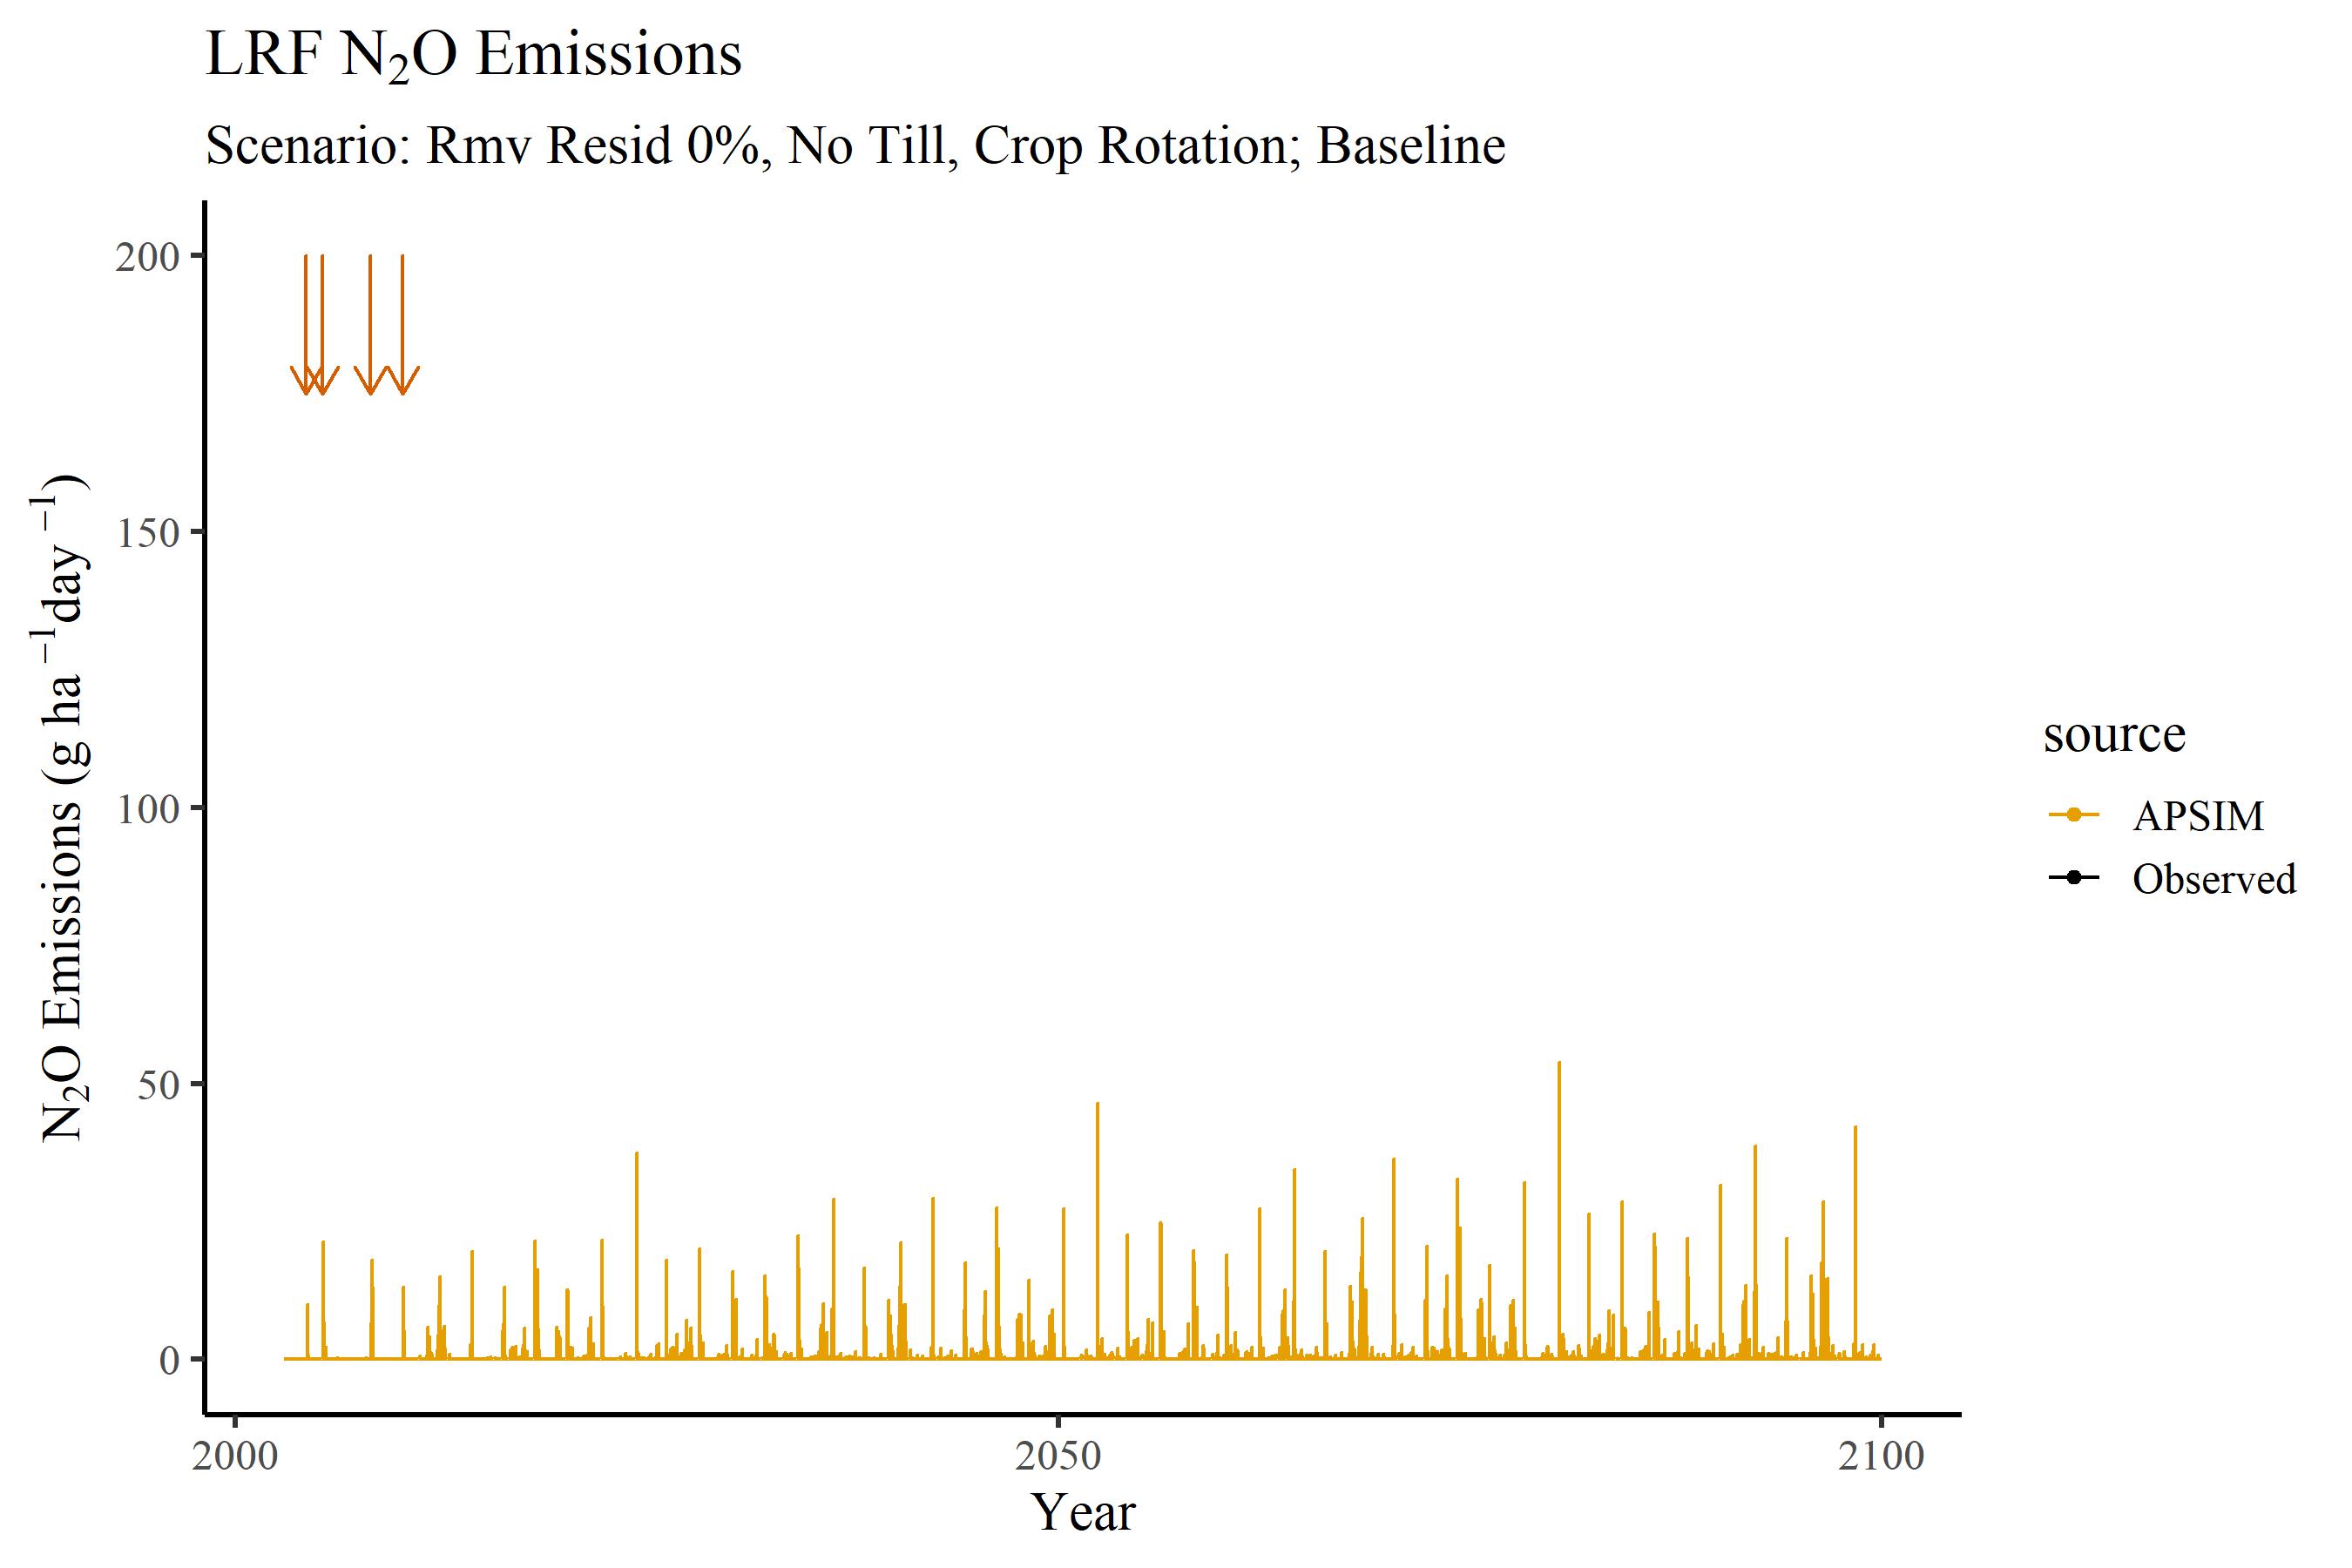 LRF N₂O Emissions
Scenario: Rmv Resid 0%, No Till, Crop Rotation; Baseline
N₂O Emissions (g ha ⁻¹day ⁻¹)
200
150
100
50
0
2000
2050
2100
Year
source
APSIM
Observed